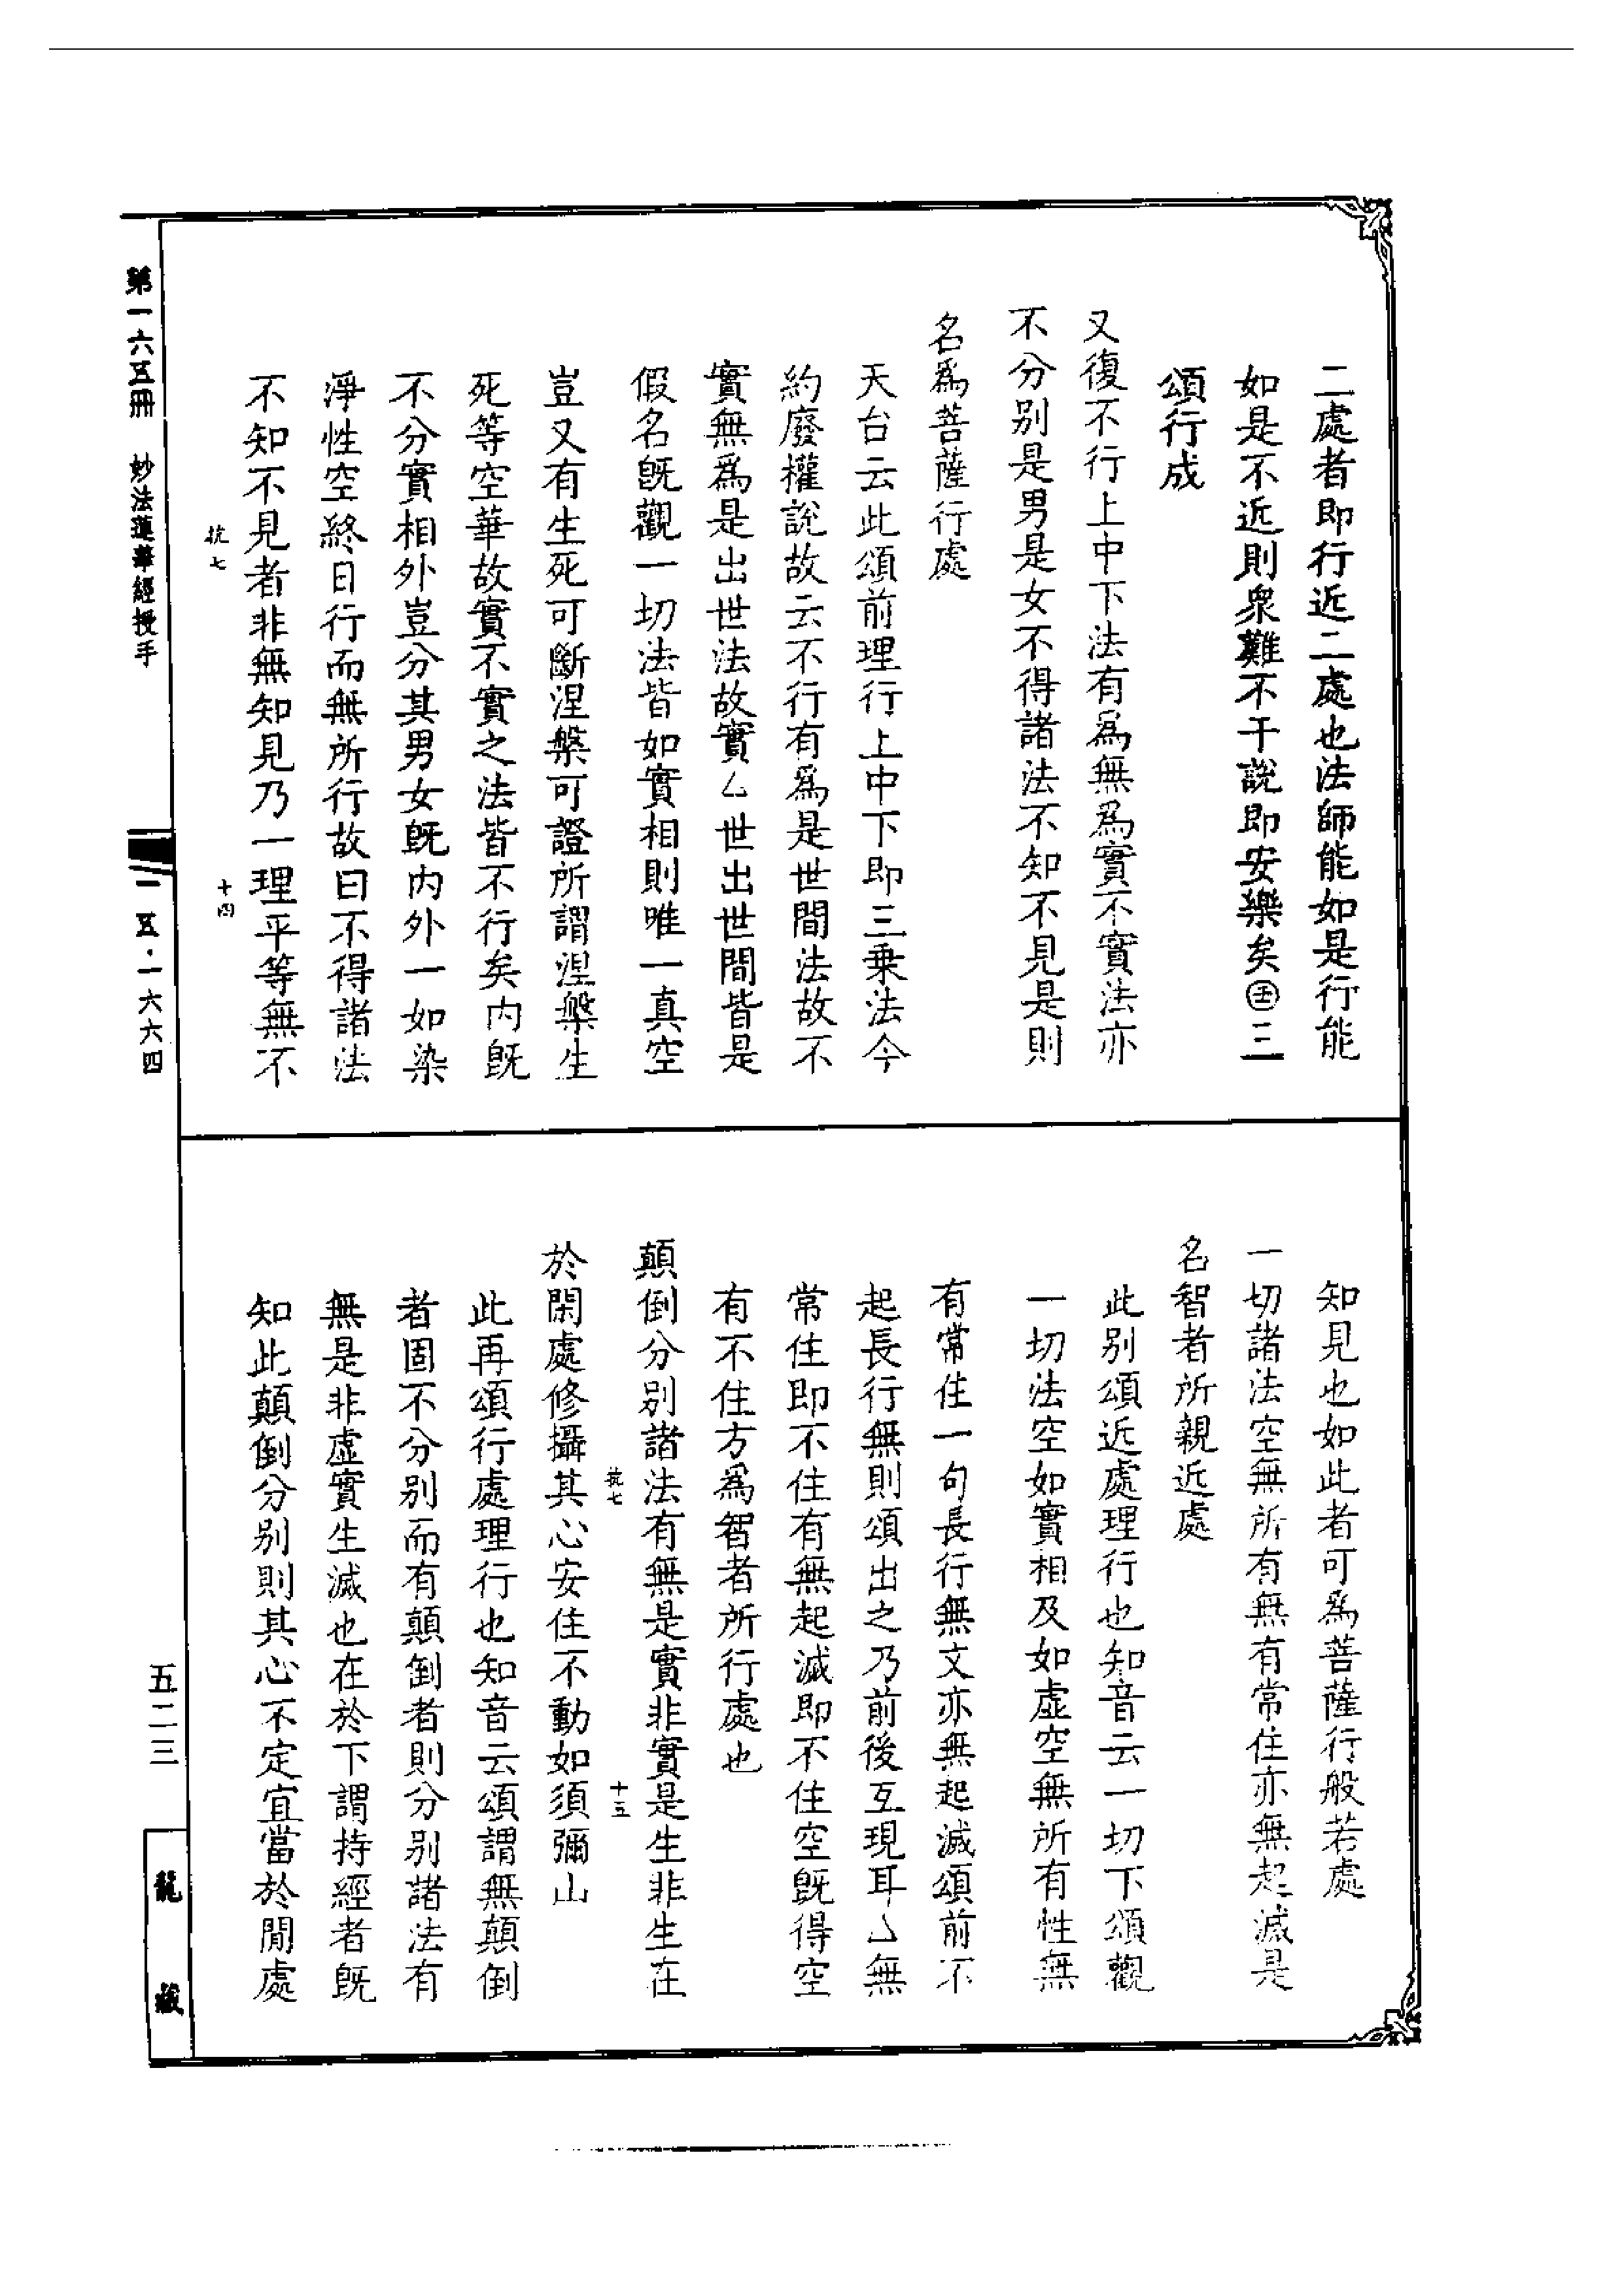 二處者即行近二處也法師能如是行能
如是不近則衆難不干說即安樂矣㊣三
頌行成
又復不行上中下法有爲無爲實不實法亦
不分別是男是女不得諸法不知不見是則
名爲菩薩行處
天台云此頌前理行上中下即三乗法今
約廢權說故云不行有爲是世間法故不
實無爲是出世法故實△世出世間皆是
假名旣觀一切法皆如實相則唯一真空
豈又有生死可斷涅槃可證所謂涅槃生
死等空華故實不實之法皆不行矣内旣
不分實相外豈分其男女旣内外一如染
淨性空終日行而無所行故曰不得諸法
不知不見者非無知見乃一理平等無不
抗七
十四
知見也如此者可爲菩薩行般若處
一切諸法空無所有無有常住亦無起滅是
名智者所親近處
此別頌近處理行也知音云一切下頌觀
一切法空如實相及如虚空無所有性無
有常住一句長行無文亦無起滅頌前不
起長行無則頌出之乃前後互現耳△無
常住即不住有無起滅即不住空旣得空
有不住方爲智者所行處也
顛倒分別諸法有無是實非實是生非生在
抗七
十五
於閑處修攝其心安住不動如須彌山
此再頌行處理行也知音云頌謂無顛倒
者固不分別而有顛倒者則分別諸法有
無是非虚實生滅也在於下謂持經者旣
知此顛倒分別則其心不定宜當於閒處
第一六五冊　妙法蓮華經授手
一五·一六六四
五二三
龍藏